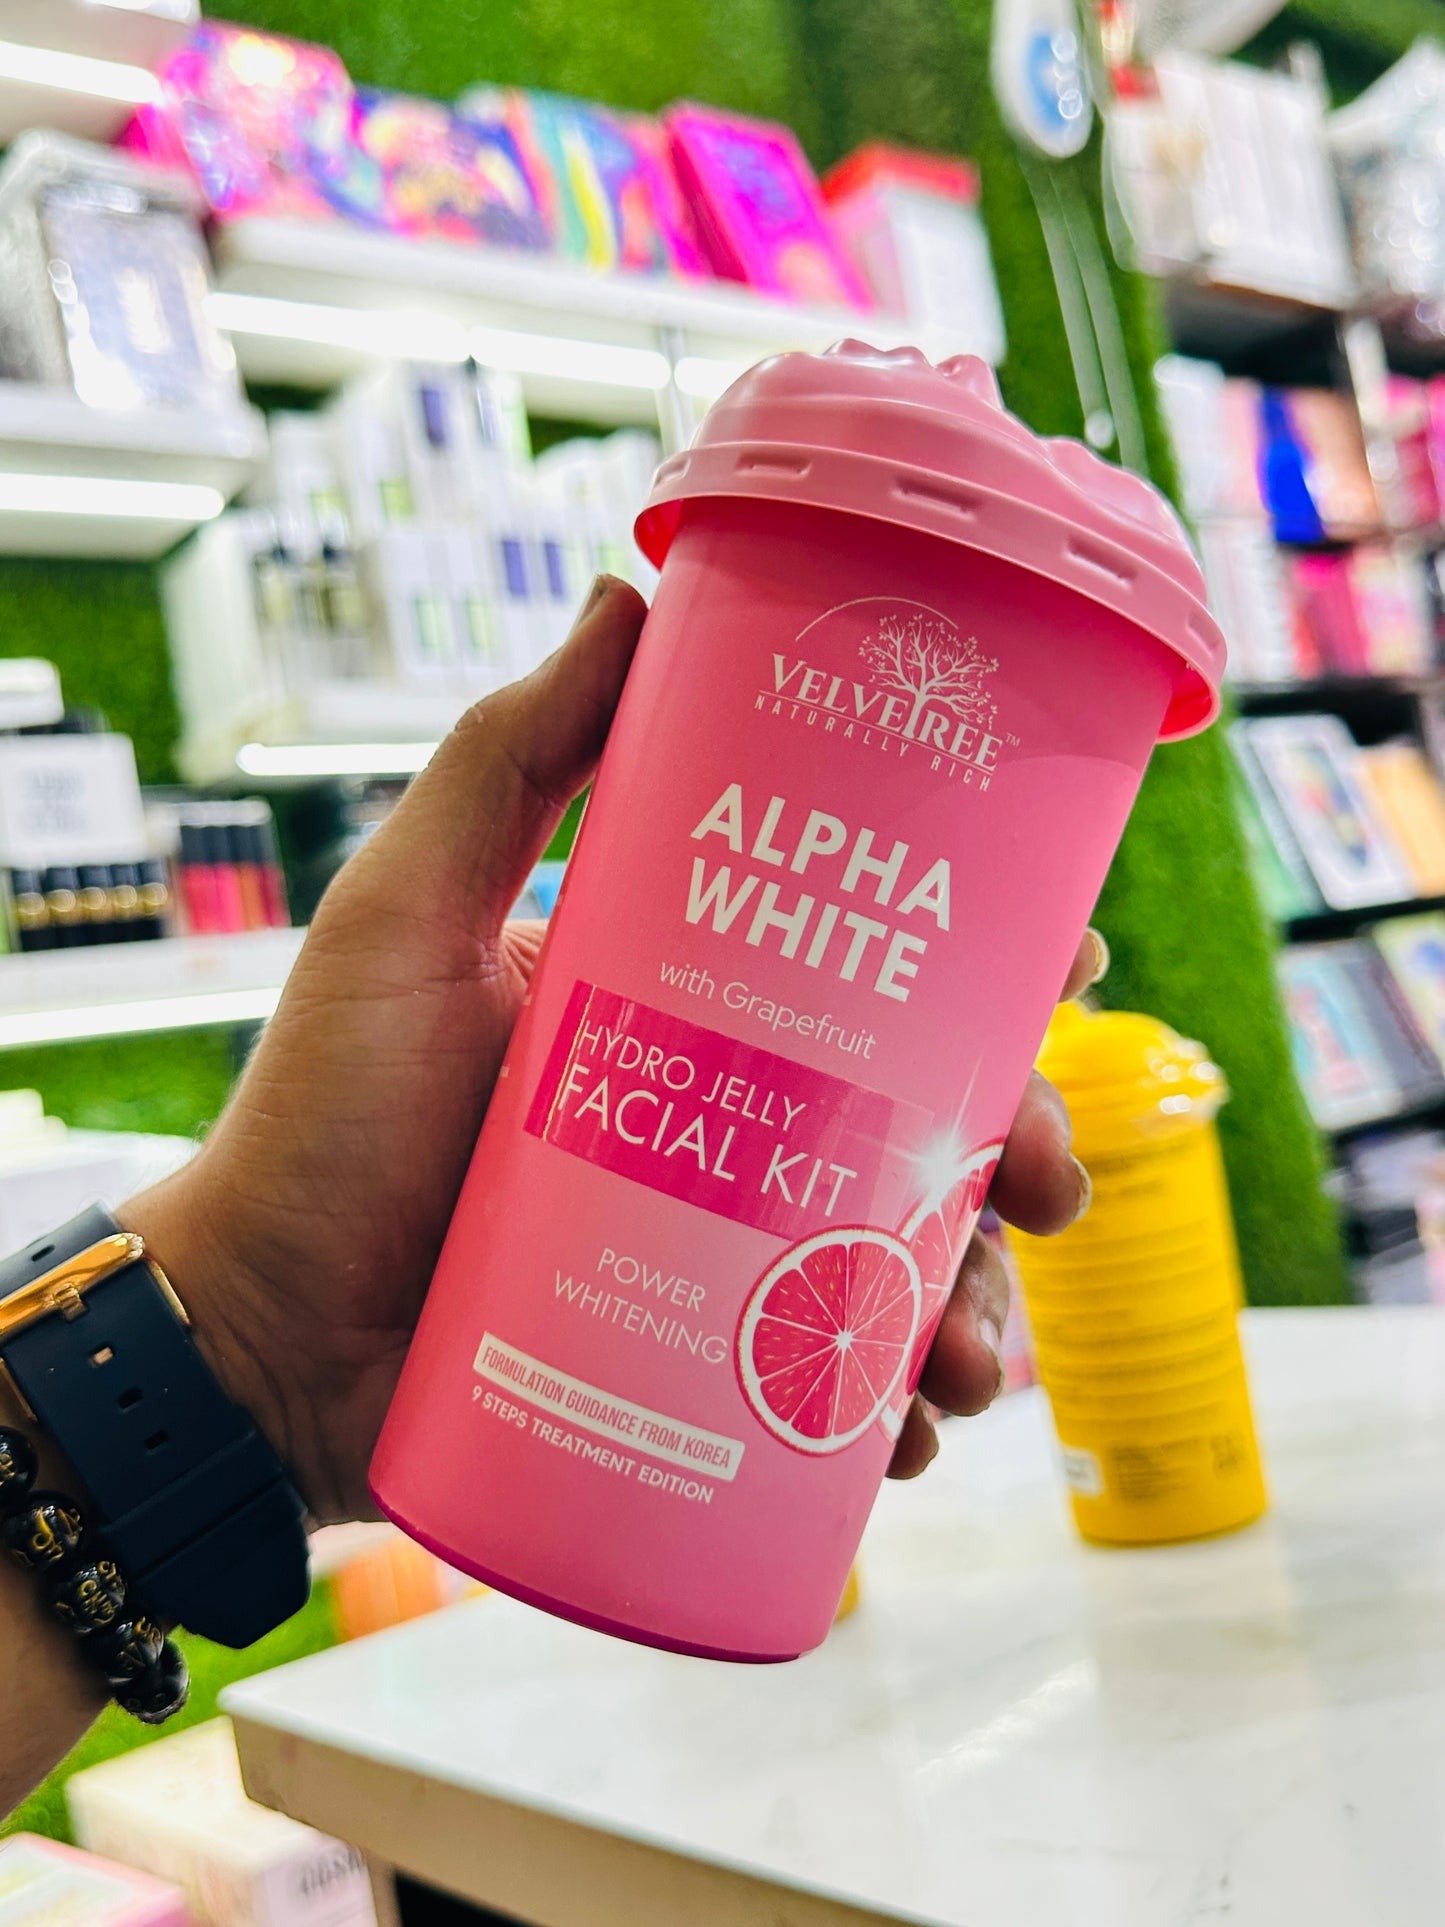 VELVETREE™
NATURALLY RICH
ALPHA
WHITE
with Grapefruit
HYDRO JELLY
FACIAL KIT
POWER
WHITENING
FORMULATION GUIDANCE FROM KOREA
9 STEPS TREATMENT EDITION